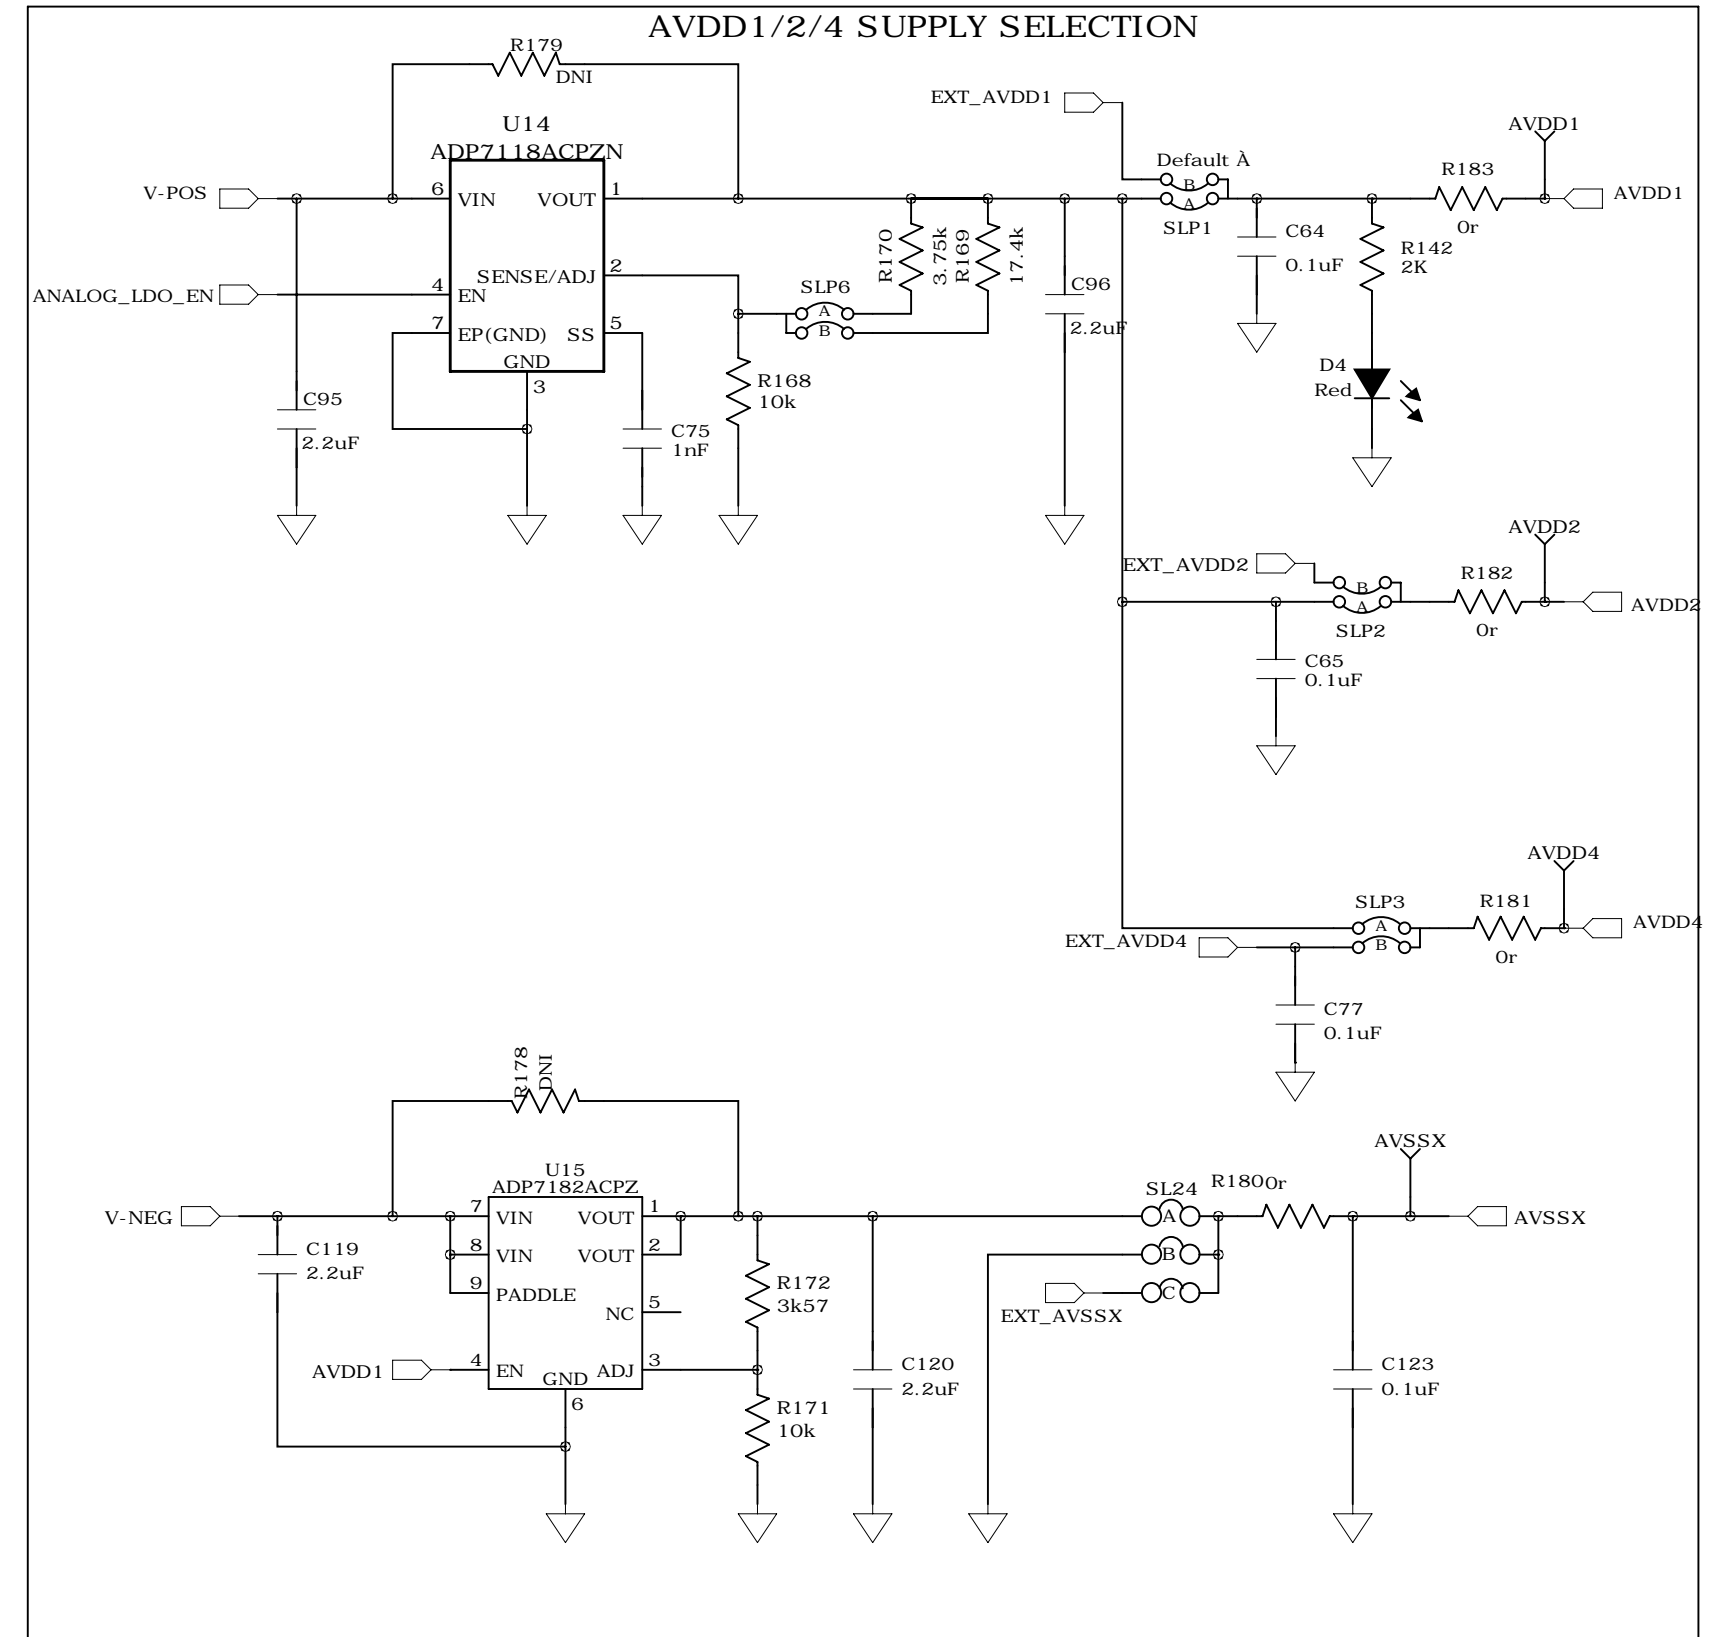 AVDD1/2/4 SUPPLY SELECTION
R179
DNI
U14
ADP7118ACPZN
V-POS
6
VIN
VOUT
1
SENSE/ADJ
2
ANALOG_LDO_EN
4
EN
7
EP(GND)
SS
5
GND
3
C95
2.2uF
C75
1nF
R168
10k
SLP6
A
B
R170
3.75k
R169
17.4k
C96
2.2uF
EXT_AVDD1
Default À
B
A
SLP1
C64
0.1uF
R142
2K
D4
Red
R183
0r
AVDD1
AVDD1
EXT_AVDD2
B
A
SLP2
R182
0r
AVDD2
AVDD2
C65
0.1uF
SLP3
A
B
EXT_AVDD4
R181
0r
AVDD4
AVDD4
C77
0.1uF
R178
DNI
U15
ADP7182ACPZ
V-NEG
7
VIN
VOUT
1
8
VIN
VOUT
2
9
PADDLE
NC
5
AVDD1
4
EN
GND
ADJ
3
6
C119
2.2uF
R172
3k57
R171
10k
C120
2.2uF
SL24
A
B
C
EXT_AVSSX
R180
0r
AVSSX
AVSSX
C123
0.1uF